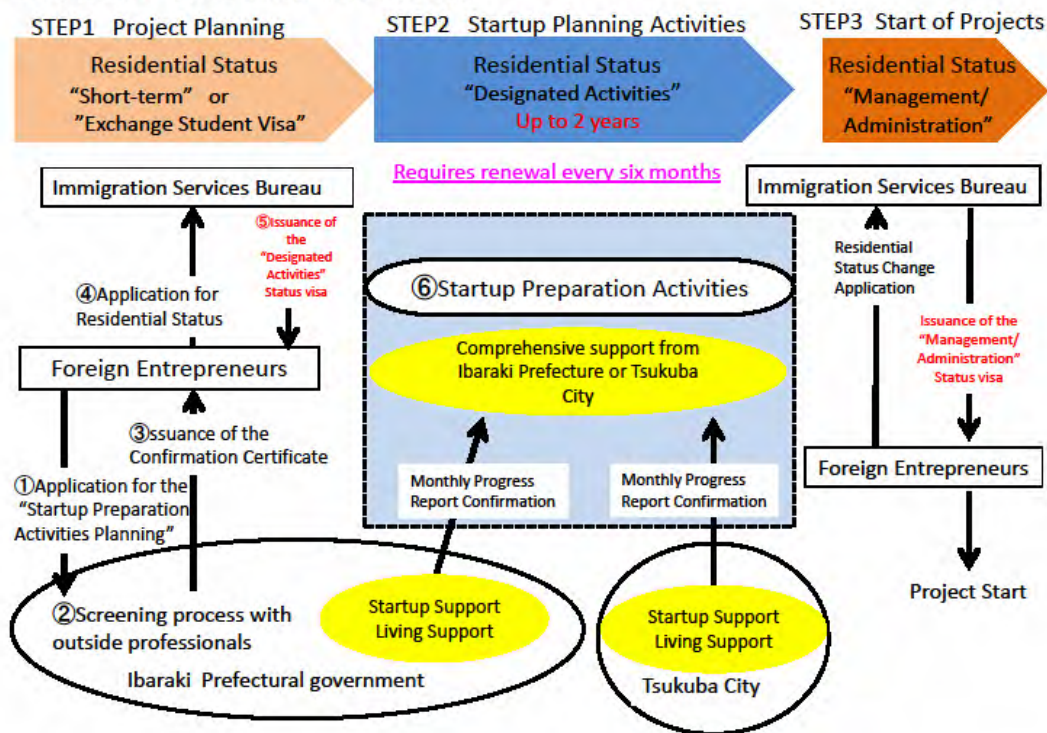 STEP1 Project Planning
Residential Status
“Short-term” or
”Exchange Student Visa”
STEP2 Startup Planning Activities
Residential Status
“Designated Activities”
Up to 2 years
STEP3 Start of Projects
Residential Status
“Management/
Administration”
Requires renewal every six months
Immigration Services Bureau
⑤Issuance of
the
“Designated
Activities”
Status visa
④Application for
Residential Status
Foreign Entrepreneurs
③Issuance of the
Confirmation Certificate
①Application for the
“Startup Preparation
Activities Planning”
②Screening process with
outside professionals
Ibaraki Prefectural government
Startup Support
Living Support
⑥Startup Preparation Activities
Comprehensive support from
Ibaraki Prefecture or Tsukuba
City
Monthly Progress
Report Confirmation
Monthly Progress
Report Confirmation
Startup Support
Living Support
Tsukuba City
Immigration Services Bureau
Residential
Status Change
Application
Issuance of the
“Management/
Administration”
Status visa
Foreign Entrepreneurs
Project Start